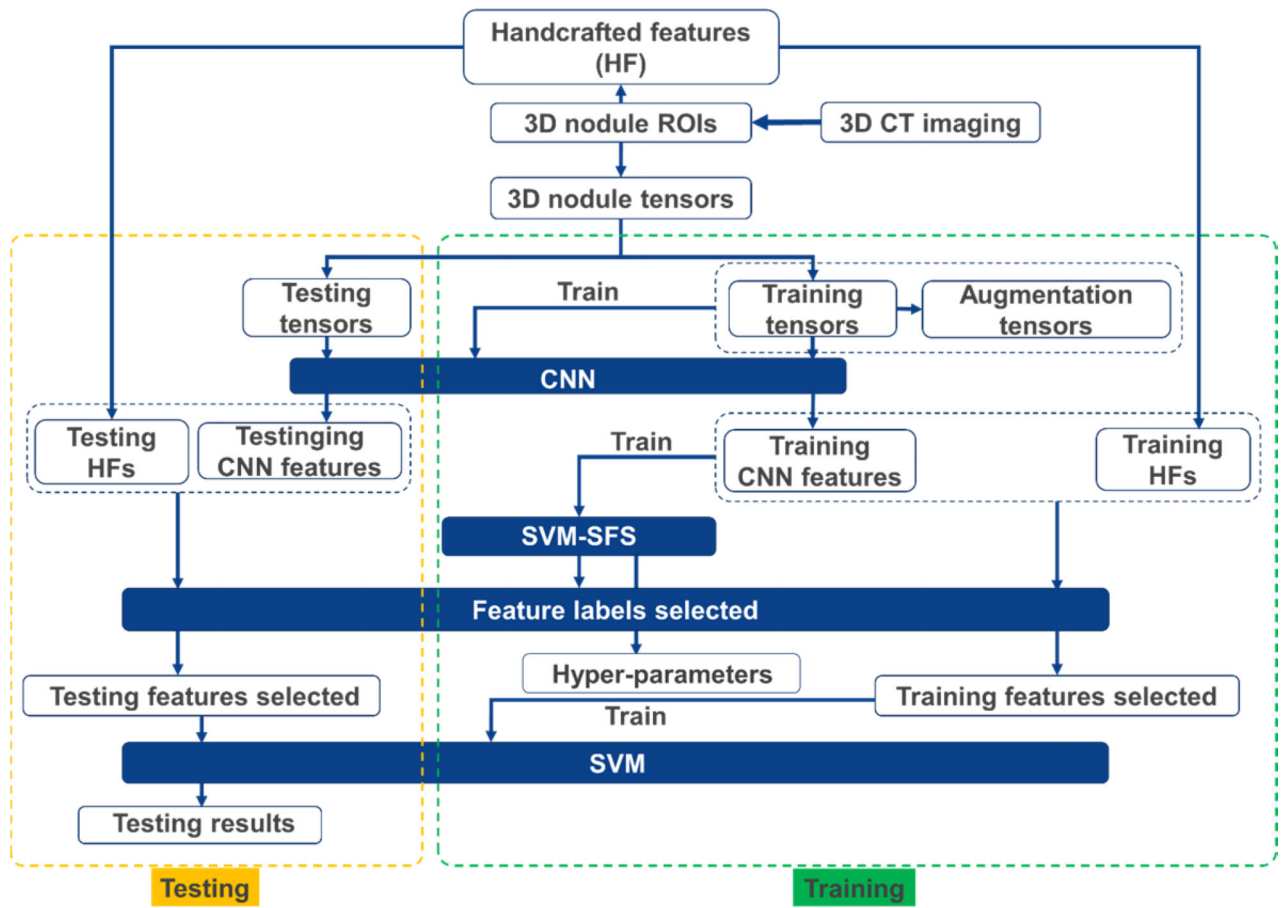 Handcrafted features
(HF)
3D nodule ROIs
3D CT imaging
3D nodule tensors
Testing
tensors
Train
Training
tensors
Augmentation
tensors
CNN
Testing
HFs
Testinging
CNN features
Train
Training
CNN features
Training
HFs
SVM-SFS
Feature labels selected
Hyper-parameters
Testing features selected
Training features selected
Train
SVM
Testing results
Testing
Training